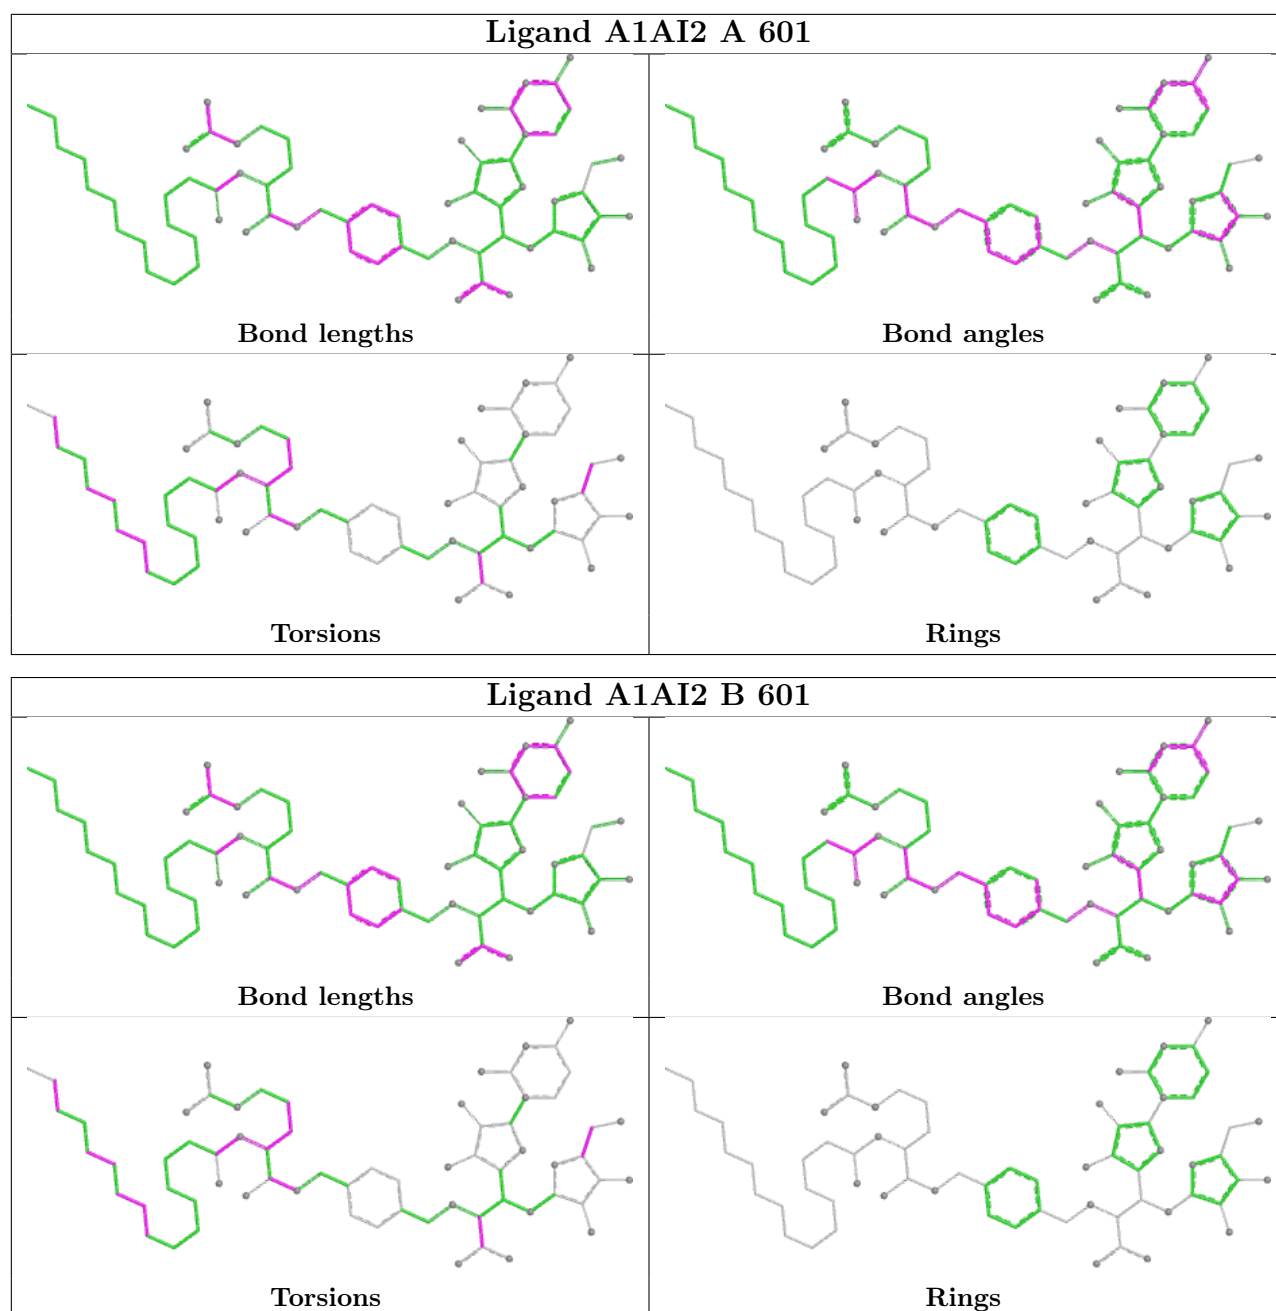 Ligand A1AI2 A 601
Bond lengths
Bond angles
Torsions
Rings
Ligand A1AI2 B 601
Bond lengths
Bond angles
Torsions
Rings